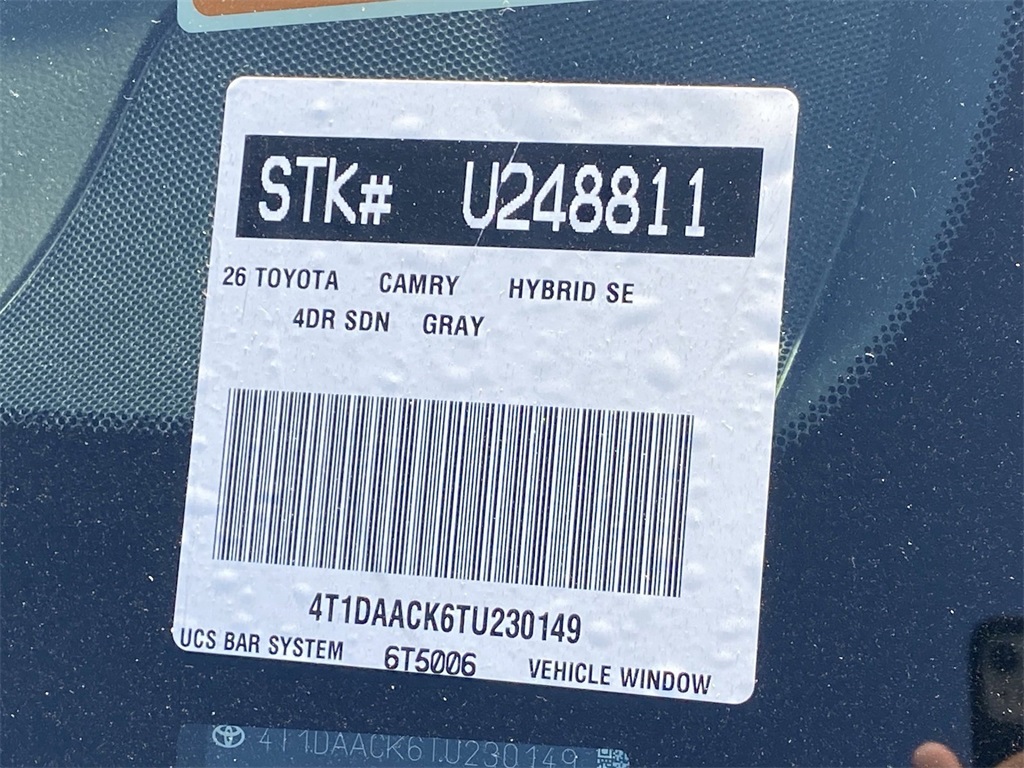 STK# U248811
26 TOYOTA CAMRY HYBRID SE
4DR SDN GRAY
4T1DAACK6TU230149
UCS BAR SYSTEM 6T5006 VEHICLE WINDOW
4T1DAACK6TU230149